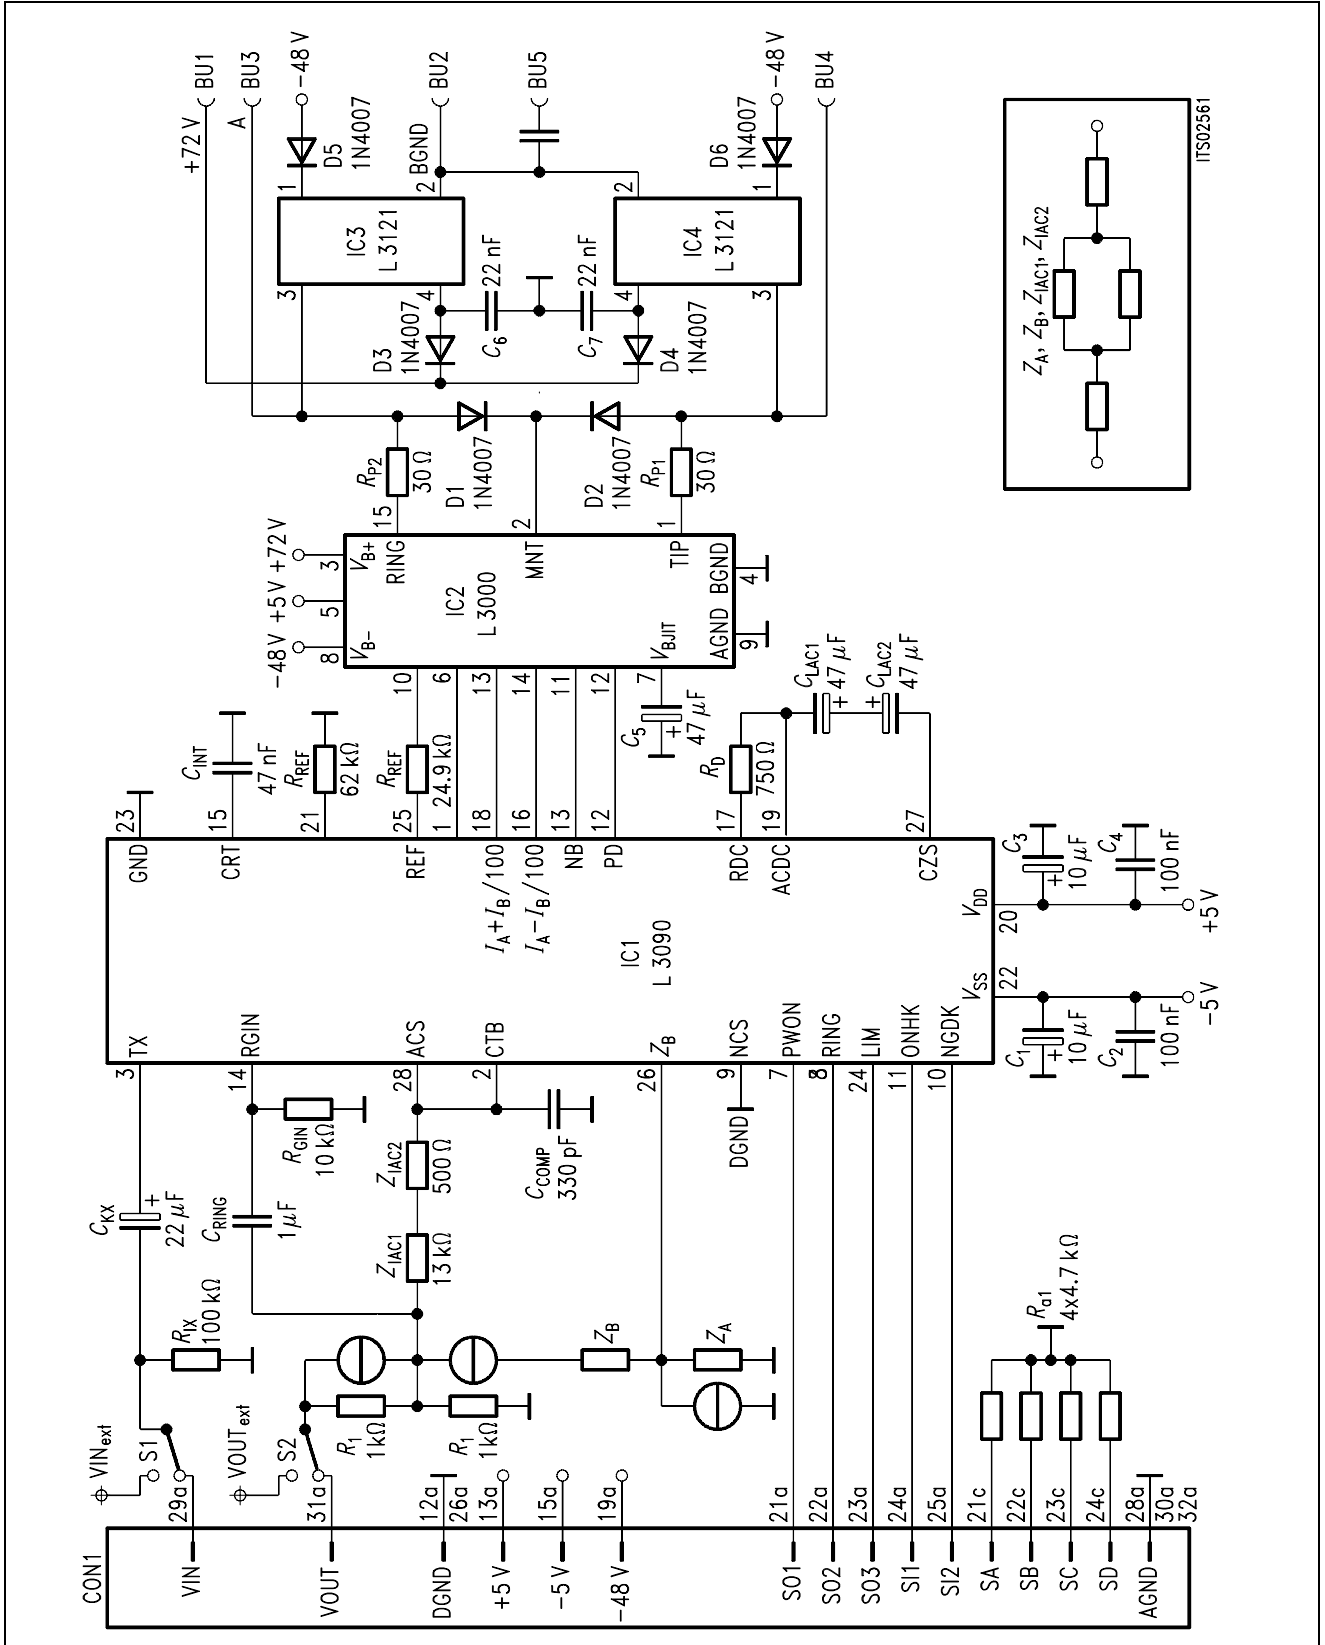 +72 V
BU1
A
BU3
-48 V
D5
1N4007
BGND
BU2
BU5
D6
1N4007
-48 V
BU4
1
2
IC3
L3121
3
4
2
1
IC4
L3121
4
3
D3
1N4007
C6
22 nF
C7
22 nF
D4
1N4007
ZA, ZB, ZIAC1, ZIAC2
ITS02561
RP2
30 Ω
D1
1N4007
D2
1N4007
RP1
30 Ω
15
2
1
-48 V
+5 V
+72 V
8
5
3
VB-
VB+
RING
MNT
TIP
IC2
L3000
VBJIT
AGND
BGND
9
4
10
6
13
14
11
12
7
CINT
47 nF
RREF
62 kΩ
RREF
24.9 kΩ
C5
47 µF
RD
750 Ω
CLAC1
47 µF
CLAC2
47 µF
23
15
21
25
1
18
16
13
12
17
19
27
GND
CRT
REF
IA+IB/100
IA-IB/100
NB
PD
RDC
ACDC
CZS
IC1
L3090
VDD
20
VSS
22
C3
10 µF
C4
100 nF
+5 V
C1
10 µF
C2
100 nF
-5 V
TX
RGIN
ACS
CTB
ZB
NCS
PWON
RING
LIM
ONHK
NGDK
3
14
28
2
26
9
7
8
24
11
10
CKX
22 µF
CRING
1 µF
RGIN
10 kΩ
ZIAC2
500 Ω
ZIAC1
13 kΩ
CCOMP
330 pF
DGND
RIX
100 kΩ
ZB
ZA
R1
1 kΩ
R1
1 kΩ
VINext
S1
VOUText
S2
Ra1
4x4.7 kΩ
29a
31a
12a
26a
13a
15a
19a
21a
22a
23a
24a
25a
21c
22c
23c
24c
28a
30a
32a
CON1
VIN
VOUT
DGND
+5 V
-5 V
-48 V
SO1
SO2
SO3
SI1
SI2
SA
SB
SC
SD
AGND